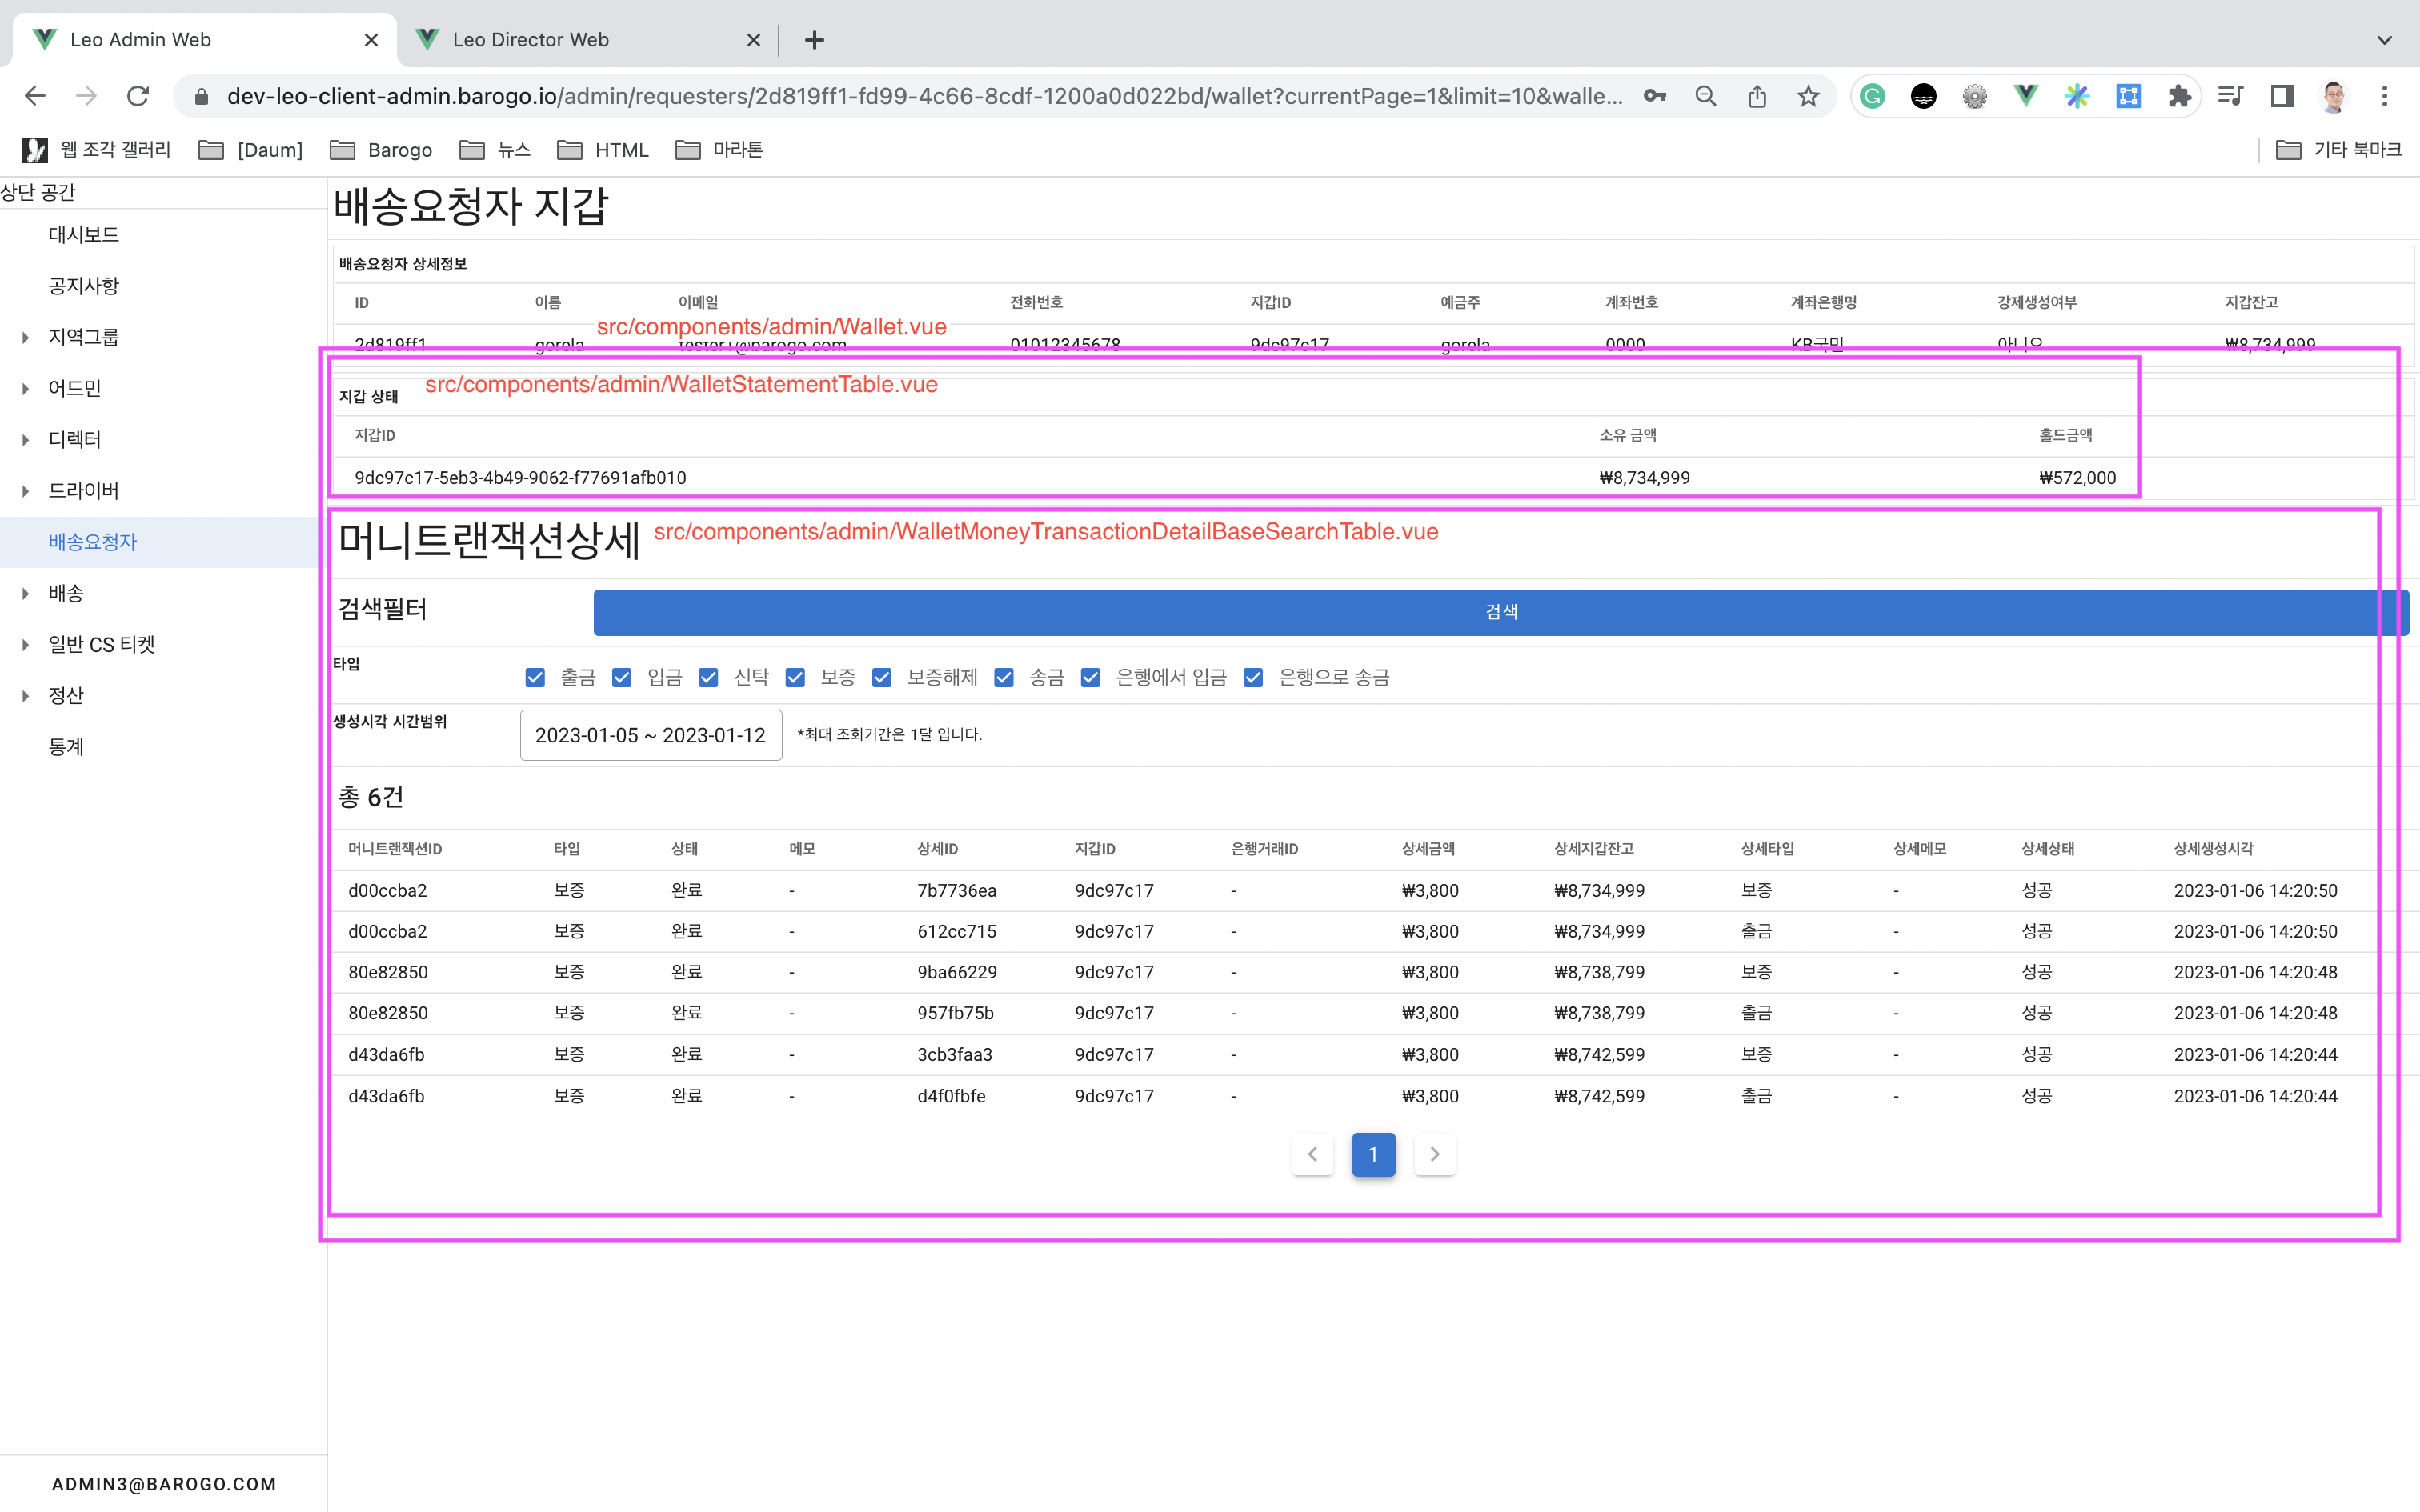 Leo Admin Web
Leo Director Web
dev-leo-client-admin.barogo.io/admin/requesters/2d819ff1-fd99-4c66-8cdf-1200a0d022bd/wallet?currentPage=1&limit=10&walle...
웹 조각 갤러리 [Daum] Barogo 뉴스 HTML 마라톤 기타 북마크
상단 공간
대시보드
공지사항
지역그룹
어드민
디렉터
드라이버
배송요청자
배송
일반 CS 티켓
정산
통계
ADMIN3@BAROGO.COM
배송요청자 지갑
배송요청자 상세정보
ID 이름 이메일 전화번호 지갑ID 예금주 계좌번호 계좌은행명 강제생성여부 지갑잔고
src/components/admin/Wallet.vue
2d819ff1 gorela tester1@barogo.com 01012345678 9dc97c17 gorela 0000 KB국민 아니오 ₩8,734,999
src/components/admin/WalletStatementTable.vue
지갑 상태
지갑ID 소유 금액 홀드금액
9dc97c17-5eb3-4b49-9062-f77691afb010 ₩8,734,999 ₩572,000
머니트랜잭션상세 src/components/admin/WalletMoneyTransactionDetailBaseSearchTable.vue
검색필터 검색
타입 출금 입금 신탁 보증 보증해제 송금 은행에서 입금 은행으로 송금
생성시각 시간범위 2023-01-05 ~ 2023-01-12 *최대 조회기간은 1달 입니다.
총 6건
머니트랜잭션ID 타입 상태 메모 상세ID 지갑ID 은행거래ID 상세금액 상세지갑잔고 상세타입 상세메모 상세상태 상세생성시각
d00ccba2 보증 완료 - 7b7736ea 9dc97c17 - ₩3,800 ₩8,734,999 보증 - 성공 2023-01-06 14:20:50
d00ccba2 보증 완료 - 612cc715 9dc97c17 - ₩3,800 ₩8,734,999 출금 - 성공 2023-01-06 14:20:50
80e82850 보증 완료 - 9ba66229 9dc97c17 - ₩3,800 ₩8,738,799 보증 - 성공 2023-01-06 14:20:48
80e82850 보증 완료 - 957fb75b 9dc97c17 - ₩3,800 ₩8,738,799 출금 - 성공 2023-01-06 14:20:48
d43da6fb 보증 완료 - 3cb3faa3 9dc97c17 - ₩3,800 ₩8,742,599 보증 - 성공 2023-01-06 14:20:44
d43da6fb 보증 완료 - d4f0fbfe 9dc97c17 - ₩3,800 ₩8,742,599 출금 - 성공 2023-01-06 14:20:44
1